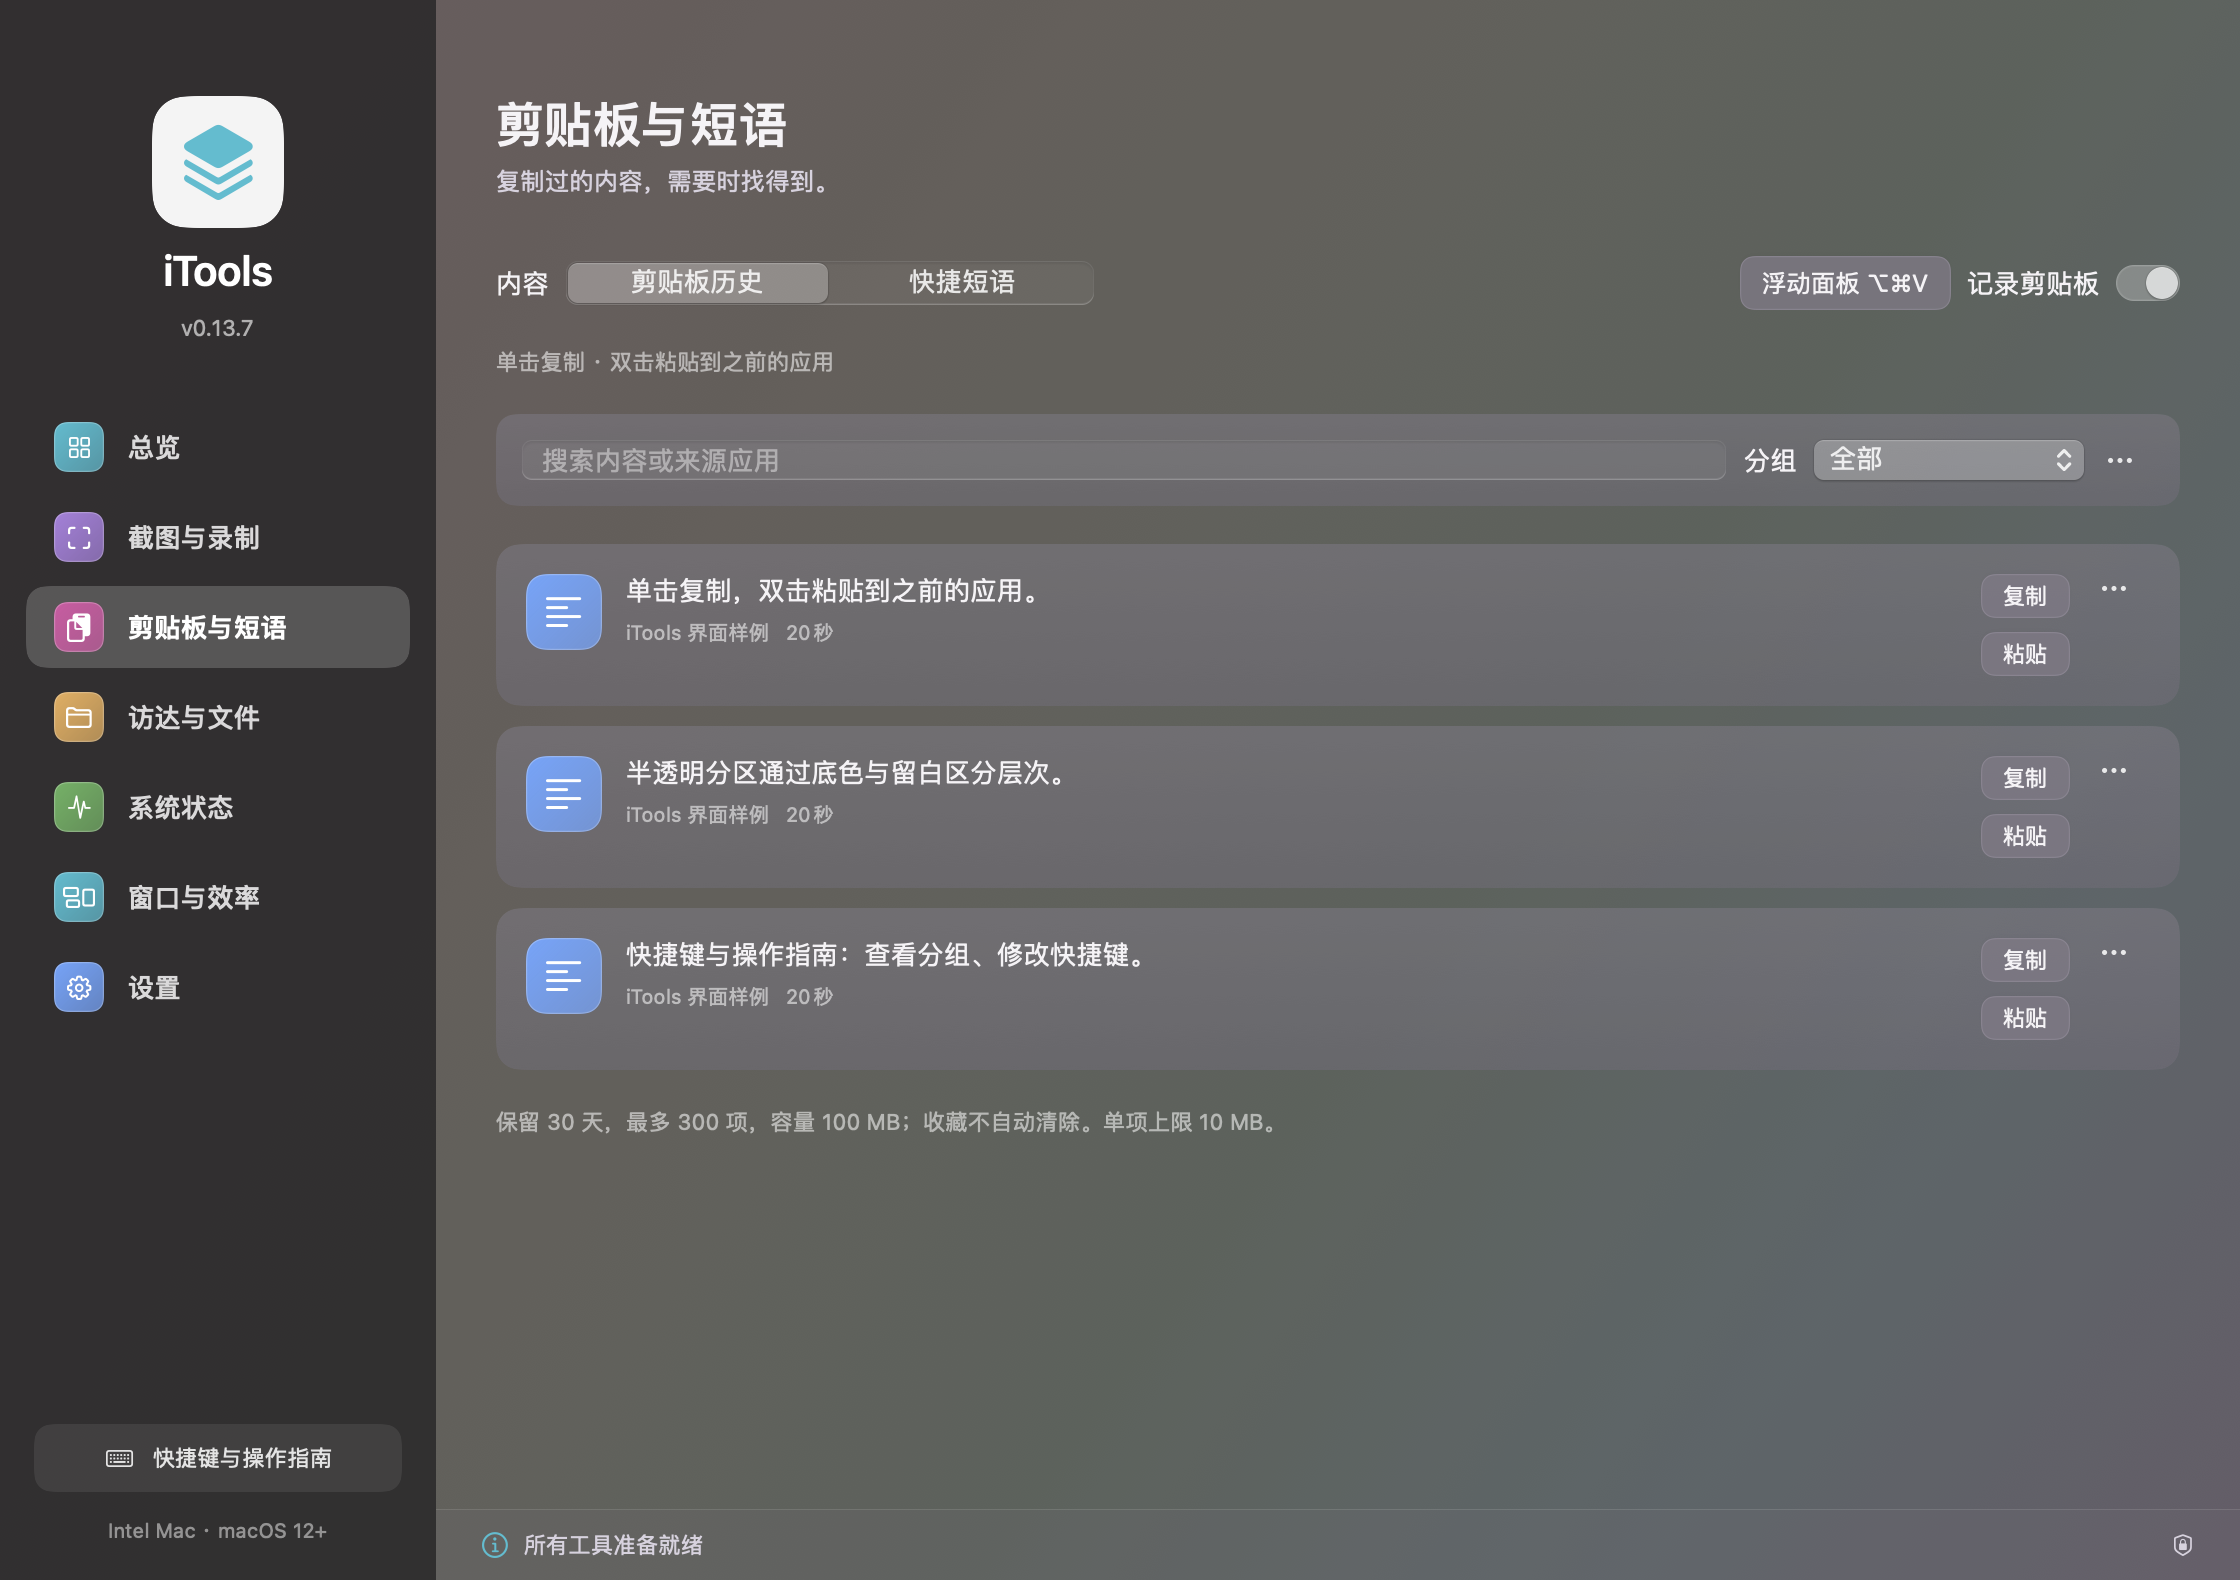 iTools
v0.13.7
总览
截图与录制
剪贴板与短语
访达与文件
系统状态
窗口与效率
设置
快捷键与操作指南
Intel Mac · macOS 12+
剪贴板与短语
复制过的内容，需要时找得到。
内容 剪贴板历史 快捷短语 浮动面板 ⌥⌘V 记录剪贴板
单击复制 · 双击粘贴到之前的应用
搜索内容或来源应用 分组 全部
单击复制，双击粘贴到之前的应用。 复制
iTools 界面样例 20秒
粘贴
半透明分区通过底色与留白区分层次。 复制
iTools 界面样例 20秒
粘贴
快捷键与操作指南：查看分组、修改快捷键。 复制
iTools 界面样例 20秒
粘贴
保留 30 天，最多 300 项，容量 100 MB；收藏不自动清除。单项上限 10 MB。
所有工具准备就绪